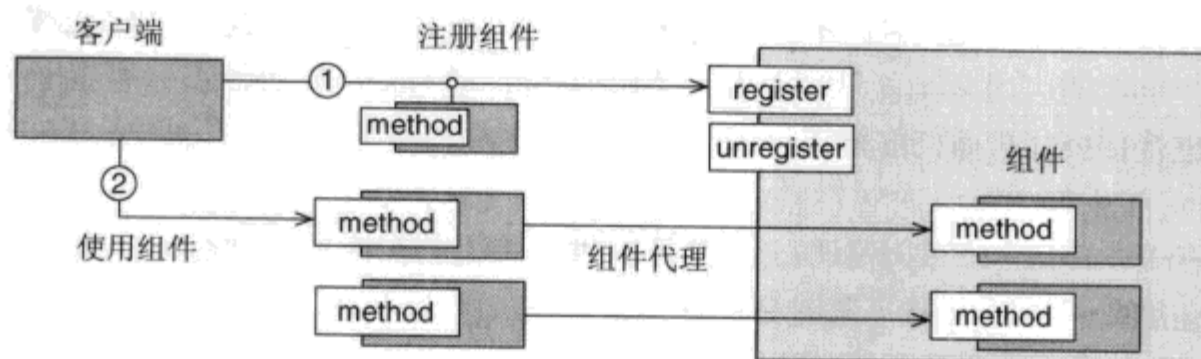 客户端
注册组件
①
register
method
unregister
组件
②
method
method
使用组件
组件代理
method
method